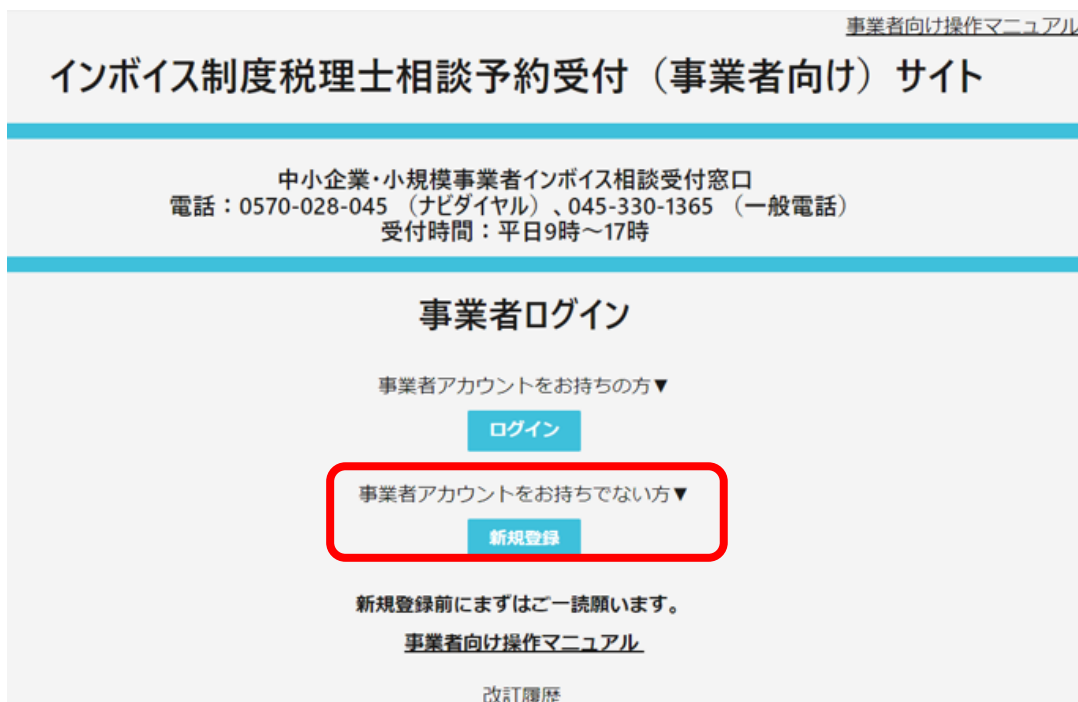 事業者向け操作マニュアル
インボイス制度税理士相談予約受付（事業者向け）サイト
中小企業・小規模事業者インボイス相談受付窓口
電話：0570-028-045 （ナビダイヤル）、045-330-1365 （一般電話）
受付時間：平日9時～17時
事業者ログイン
事業者アカウントをお持ちの方▼
ログイン
事業者アカウントをお持ちでない方▼
新規登録
新規登録前にまずはご一読願います。
事業者向け操作マニュアル
改訂履歴